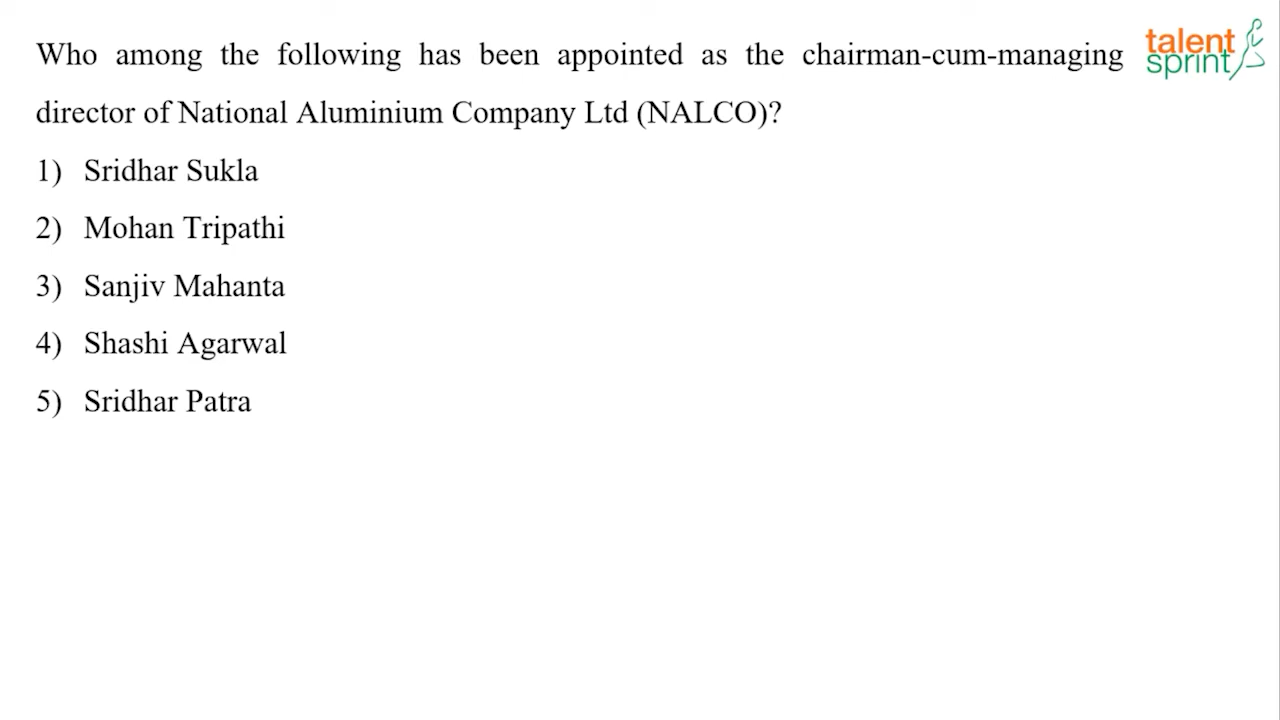 Who among the following has been appointed as the chairman-cum-managing
director of National Aluminium Company Ltd (NALCO)?
1) Sridhar Sukla
2) Mohan Tripathi
3) Sanjiv Mahanta
4) Shashi Agarwal
5) Sridhar Patra
talent
sprint